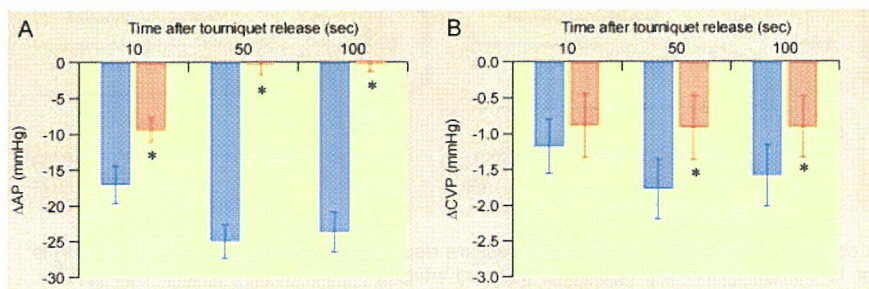 A
Time after tourniquet release (sec)
10 50 100
0
-5
-10
-15
-20
-25
-30
ΔAP (mmHg)
*
*
*
B
Time after tourniquet release (sec)
10 50 100
0.0
-0.5
-1.0
-1.5
-2.0
-2.5
-3.0
ΔCVP (mmHg)
*
*